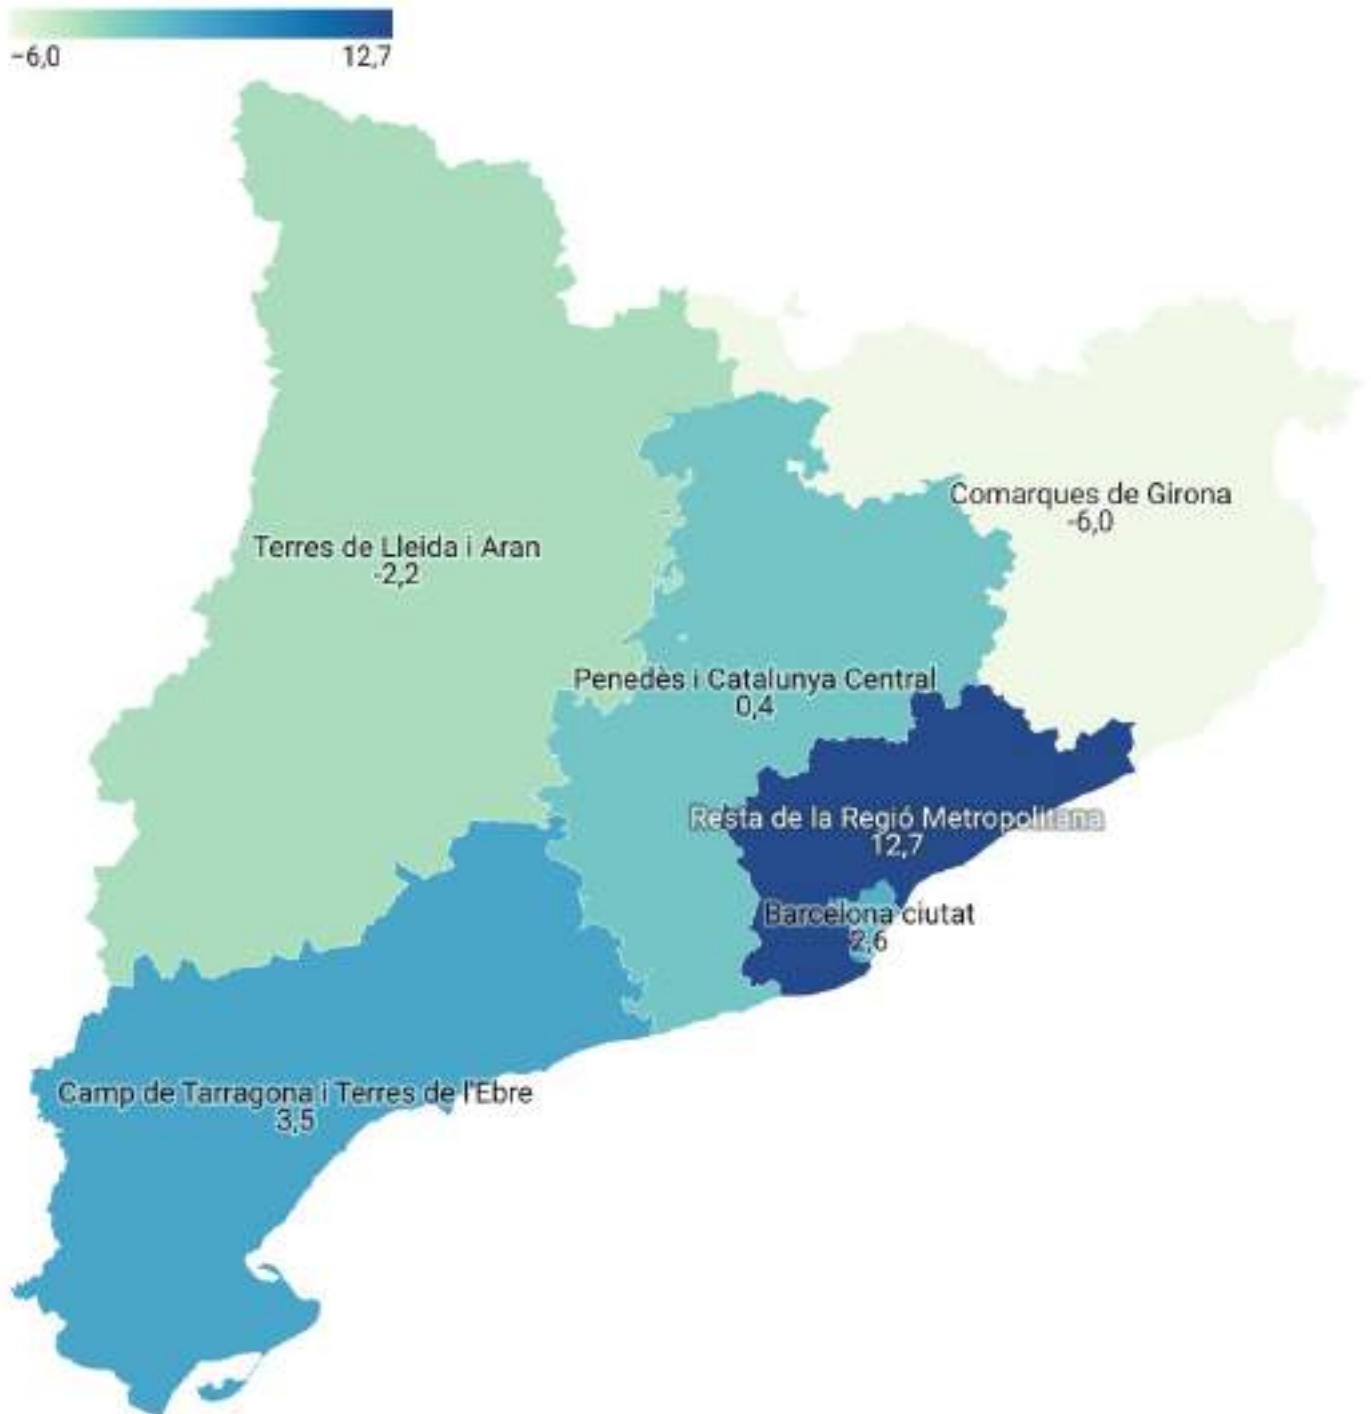 −6,0 12,7
Comarques de Girona
-6,0
Terres de Lleida i Aran
-2,2
Penedès i Catalunya Central
0,4
Resta de la Regió Metropolitana
12,7
Barcelona ciutat
2,6
Camp de Tarragona i Terres de l'Ebre
3,5